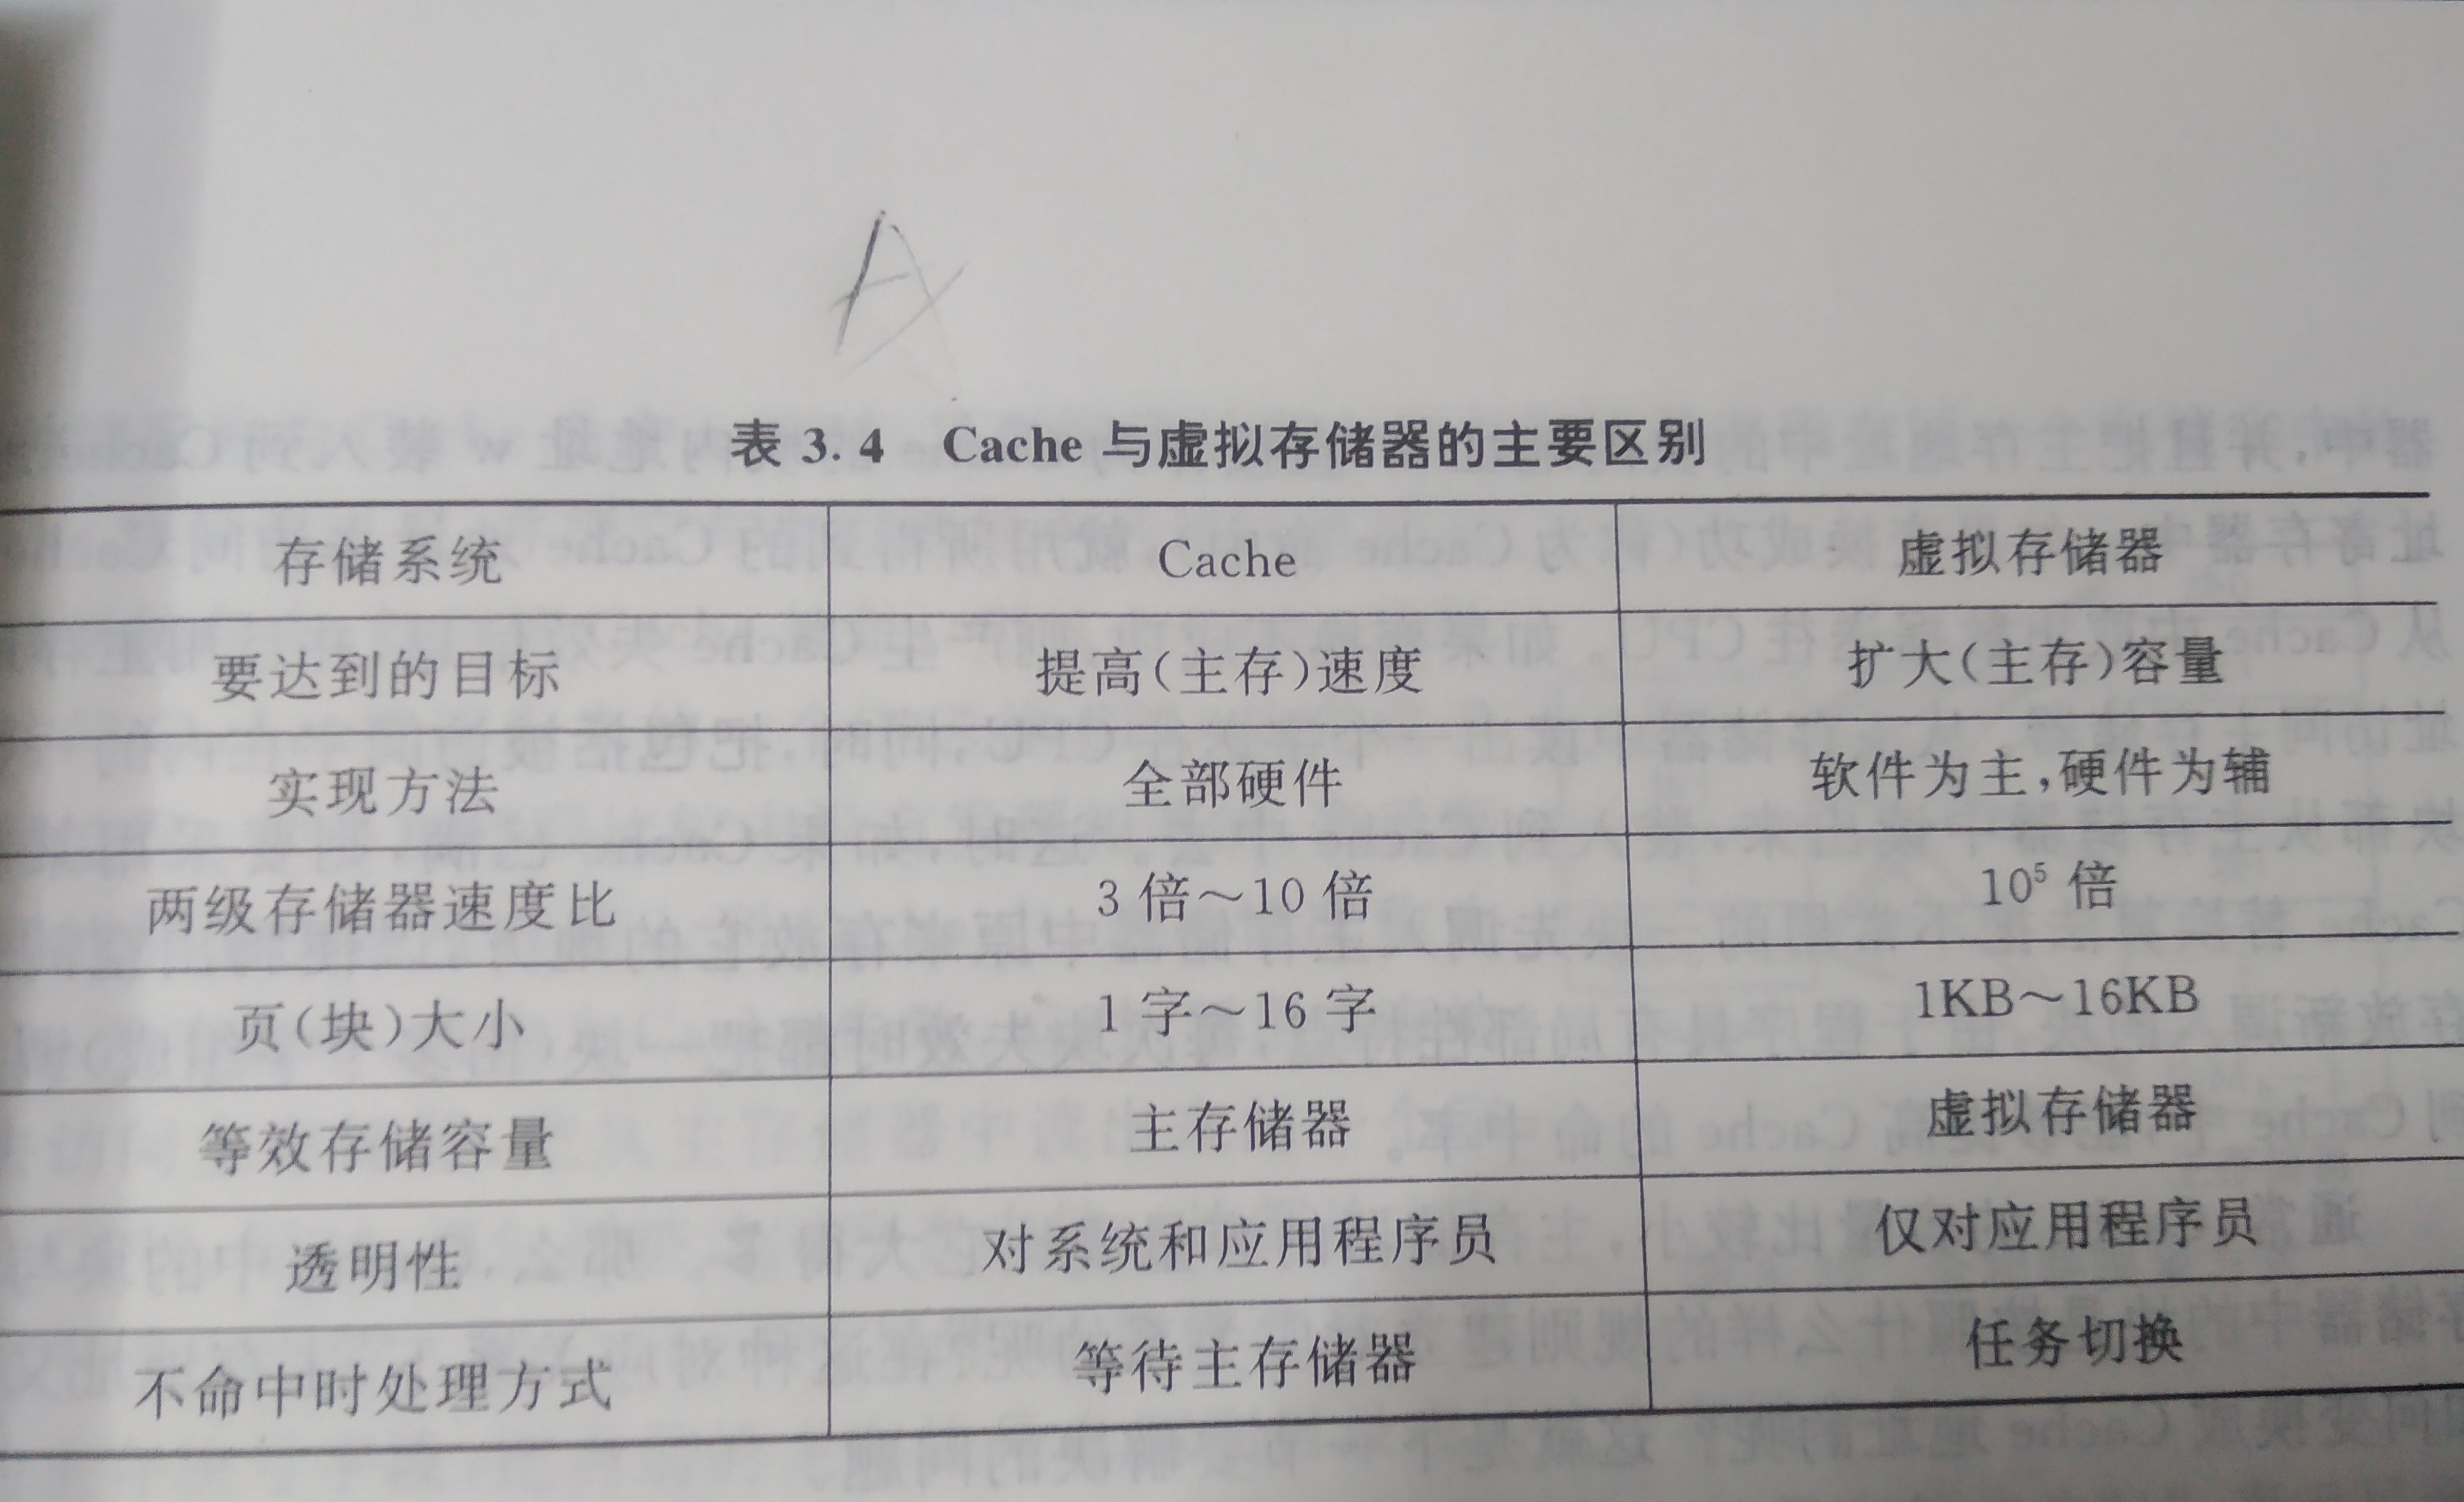 A
表 3.4 Cache 与虚拟存储器的主要区别
存储系统 Cache 虚拟存储器
要达到的目标 提高(主存)速度 扩大(主存)容量
实现方法 全部硬件 软件为主,硬件为辅
两级存储器速度比 3 倍～10 倍 10⁵ 倍
页(块)大小 1 字～16 字 1KB～16KB
等效存储容量 主存储器 虚拟存储器
透明性 对系统和应用程序员 仅对应用程序员
不命中时处理方式 等待主存储器 任务切换